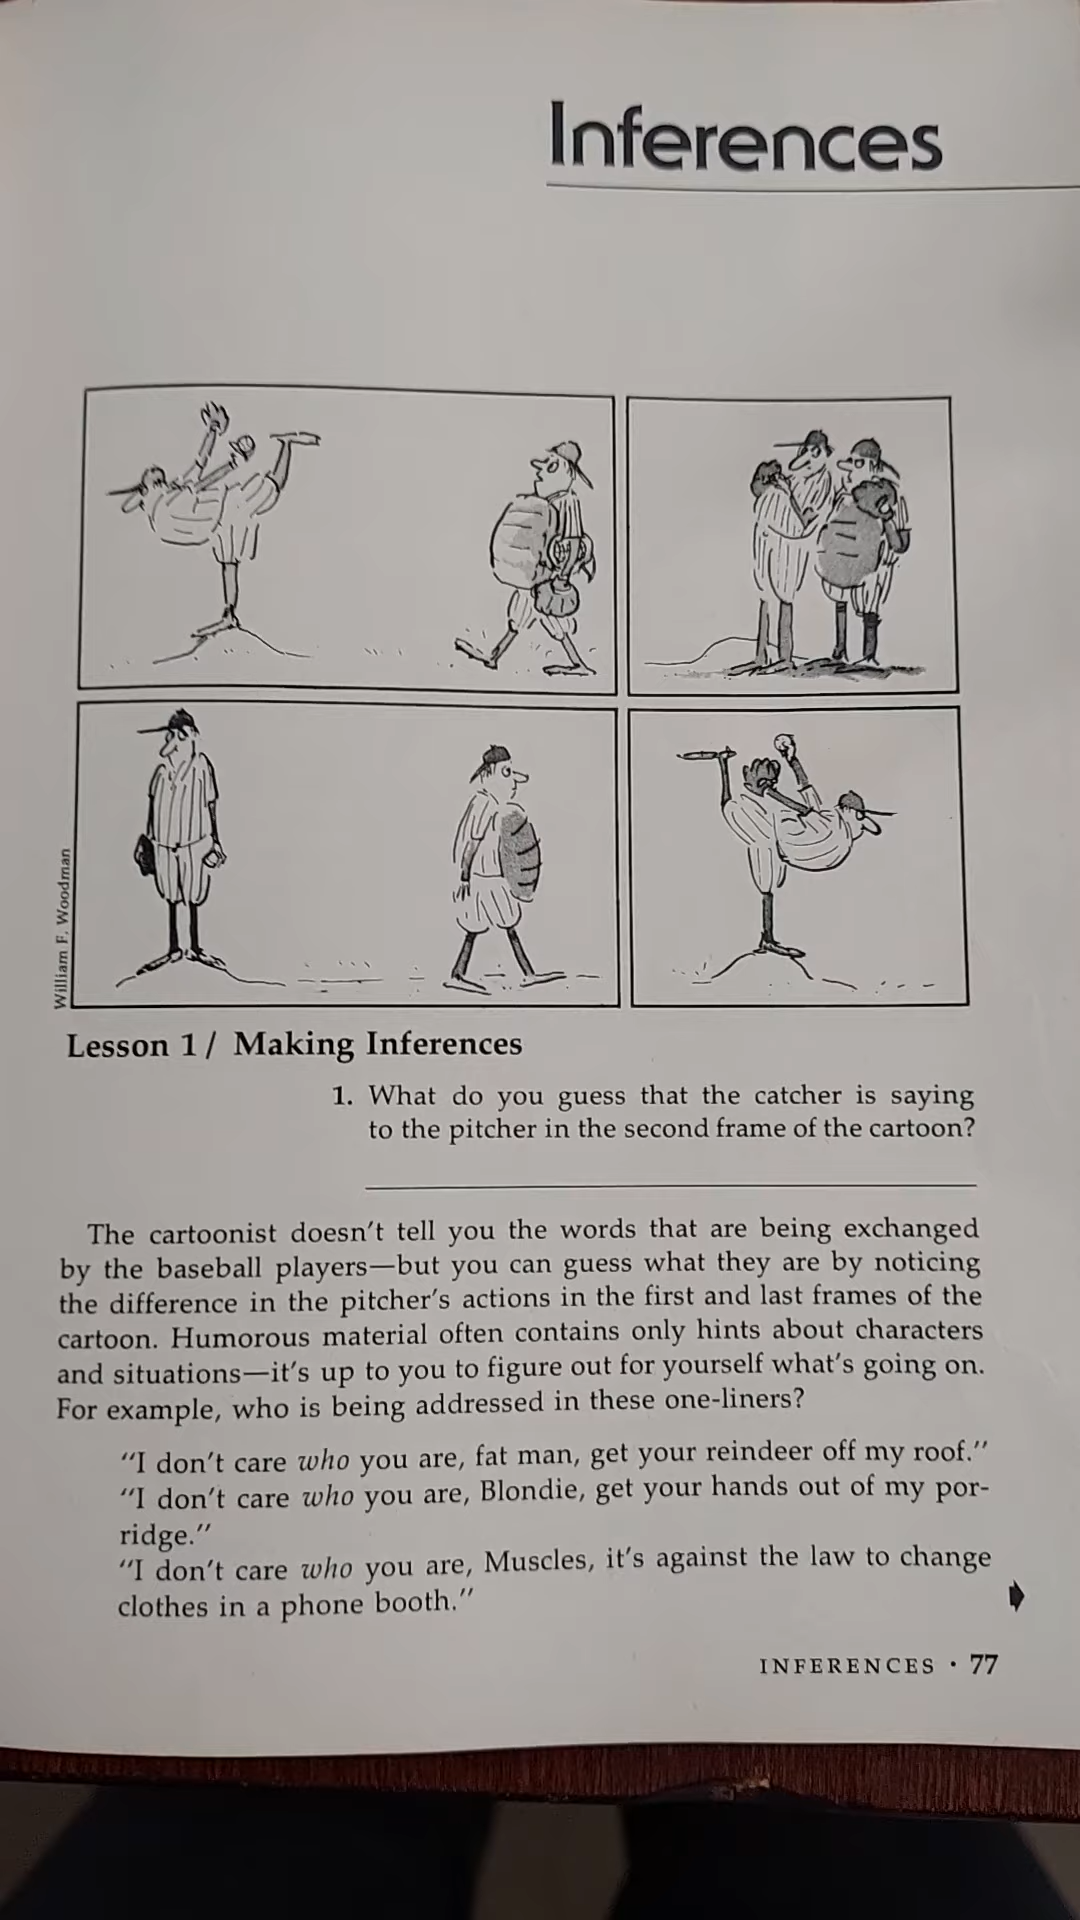 Inferences
William F. Woodman
Lesson 1 / Making Inferences
1. What do you guess that the catcher is saying
to the pitcher in the second frame of the cartoon?
The cartoonist doesn't tell you the words that are being exchanged
by the baseball players—but you can guess what they are by noticing
the difference in the pitcher's actions in the first and last frames of the
cartoon. Humorous material often contains only hints about characters
and situations—it's up to you to figure out for yourself what's going on.
For example, who is being addressed in these one-liners?
"I don't care who you are, fat man, get your reindeer off my roof."
"I don't care who you are, Blondie, get your hands out of my por-
ridge."
"I don't care who you are, Muscles, it's against the law to change
clothes in a phone booth."
INFERENCES · 77